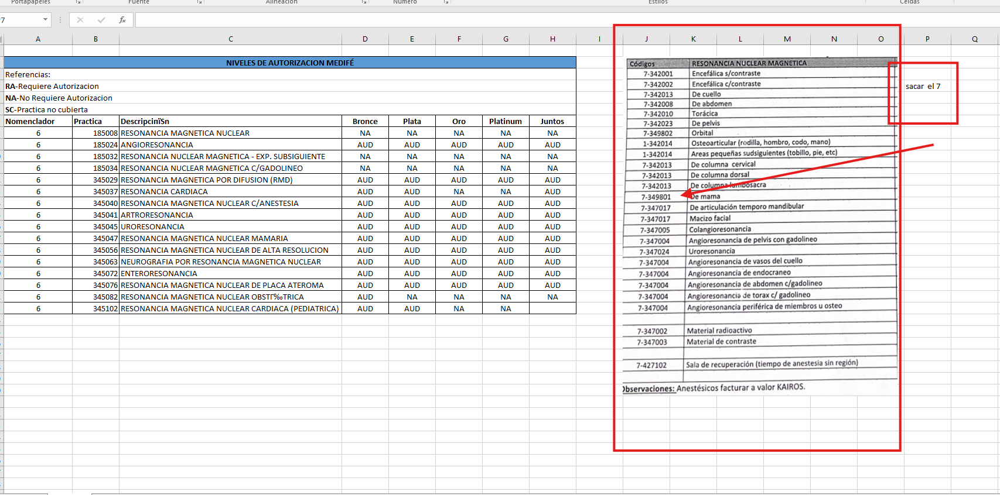 Portapapeles Fuente Alineación Número Estilos Celdas
7 fx
A B C D E F G H I J K L M N O P Q
NIVELES DE AUTORIZACION MEDIFÉ
Referencias:
RA-Requiere Autorizacion
NA-No Requiere Autorizacion
SC-Practica no cubierta
Nomenclador Practica DescripcinïSn Bronce Plata Oro Platinum Juntos
6 185008 RESONANCIA MAGNETICA NUCLEAR NA NA NA NA NA
6 185024 ANGIORESONANCIA AUD AUD AUD AUD AUD
6 185032 RESONANCIA NUCLEAR MAGNETICA - EXP. SUBSIGUIENTE NA NA NA NA NA
6 185034 RESONANCIA NUCLEAR MAGNETICA C/GADOLINEO NA NA NA NA NA
6 345029 RESONANCIA MAGNETICA POR DIFUSION (RMD) AUD AUD AUD AUD AUD
6 345037 RESONANCIA CARDIACA AUD AUD NA NA AUD
6 345040 RESONANCIA MAGNETICA NUCLEAR C/ANESTESIA AUD AUD AUD AUD AUD
6 345041 ARTRORESONANCIA AUD AUD AUD AUD AUD
6 345045 URORESONANCIA AUD AUD AUD AUD AUD
6 345047 RESONANCIA MAGNETICA NUCLEAR MAMARIA AUD AUD AUD AUD AUD
6 345056 RESONANCIA MAGNETICA NUCLEAR DE ALTA RESOLUCION AUD AUD AUD AUD AUD
6 345063 NEUROGRAFIA POR RESONANCIA MAGNETICA NUCLEAR AUD AUD AUD AUD AUD
6 345072 ENTERORESONANCIA AUD AUD AUD AUD AUD
6 345076 RESONANCIA MAGNETICA NUCLEAR DE PLACA ATEROMA AUD AUD AUD AUD AUD
6 345082 RESONANCIA MAGNETICA NUCLEAR OBSTГ‰TRICA AUD NA NA NA NA
6 345102 RESONANCIA MAGNETICA NUCLEAR CARDIACA (PEDIATRICA) AUD AUD NA NA
Códigos RESONANCIA NUCLEAR MAGNETICA
7-342001 Encefálica s/contraste
7-342002 Encefálica c/contraste
7-342013 De cuello
7-342008 De abdomen
7-342010 Torácica
7-342023 De pelvis
7-349802 Orbital
1-342014 Osteoarticular (rodilla, hombro, codo, mano)
1-342014 Areas pequeñas sudsiguientes (tobillo, pie, etc)
7-342013 De columna cervical
7-342013 De columna dorsal
7-342013 De columna lumbosacra
7-349801 De mama
7-347017 De articulación temporo mandibular
7-347017 Macizo facial
7-347005 Colangioresonancia
7-347004 Angioresonancia de pelvis con gadolineo
7-347024 Uroresonancia
7-347004 Angioresonancia de vasos del cuello
7-347004 Angioresonancia de endocraneo
7-347004 Angioresonancia de abdomen c/gadolineo
7-347004 Angioresonancia de torax c/ gadolineo
7-347004 Angioresonancia periférica de miembros u osteo
7-347002 Material radioactivo
7-347003 Material de contraste
7-427102 Sala de recuperación (tiempo de anestesia sin región)
Observaciones: Anestésicos facturar a valor KAIROS.
sacar el 7